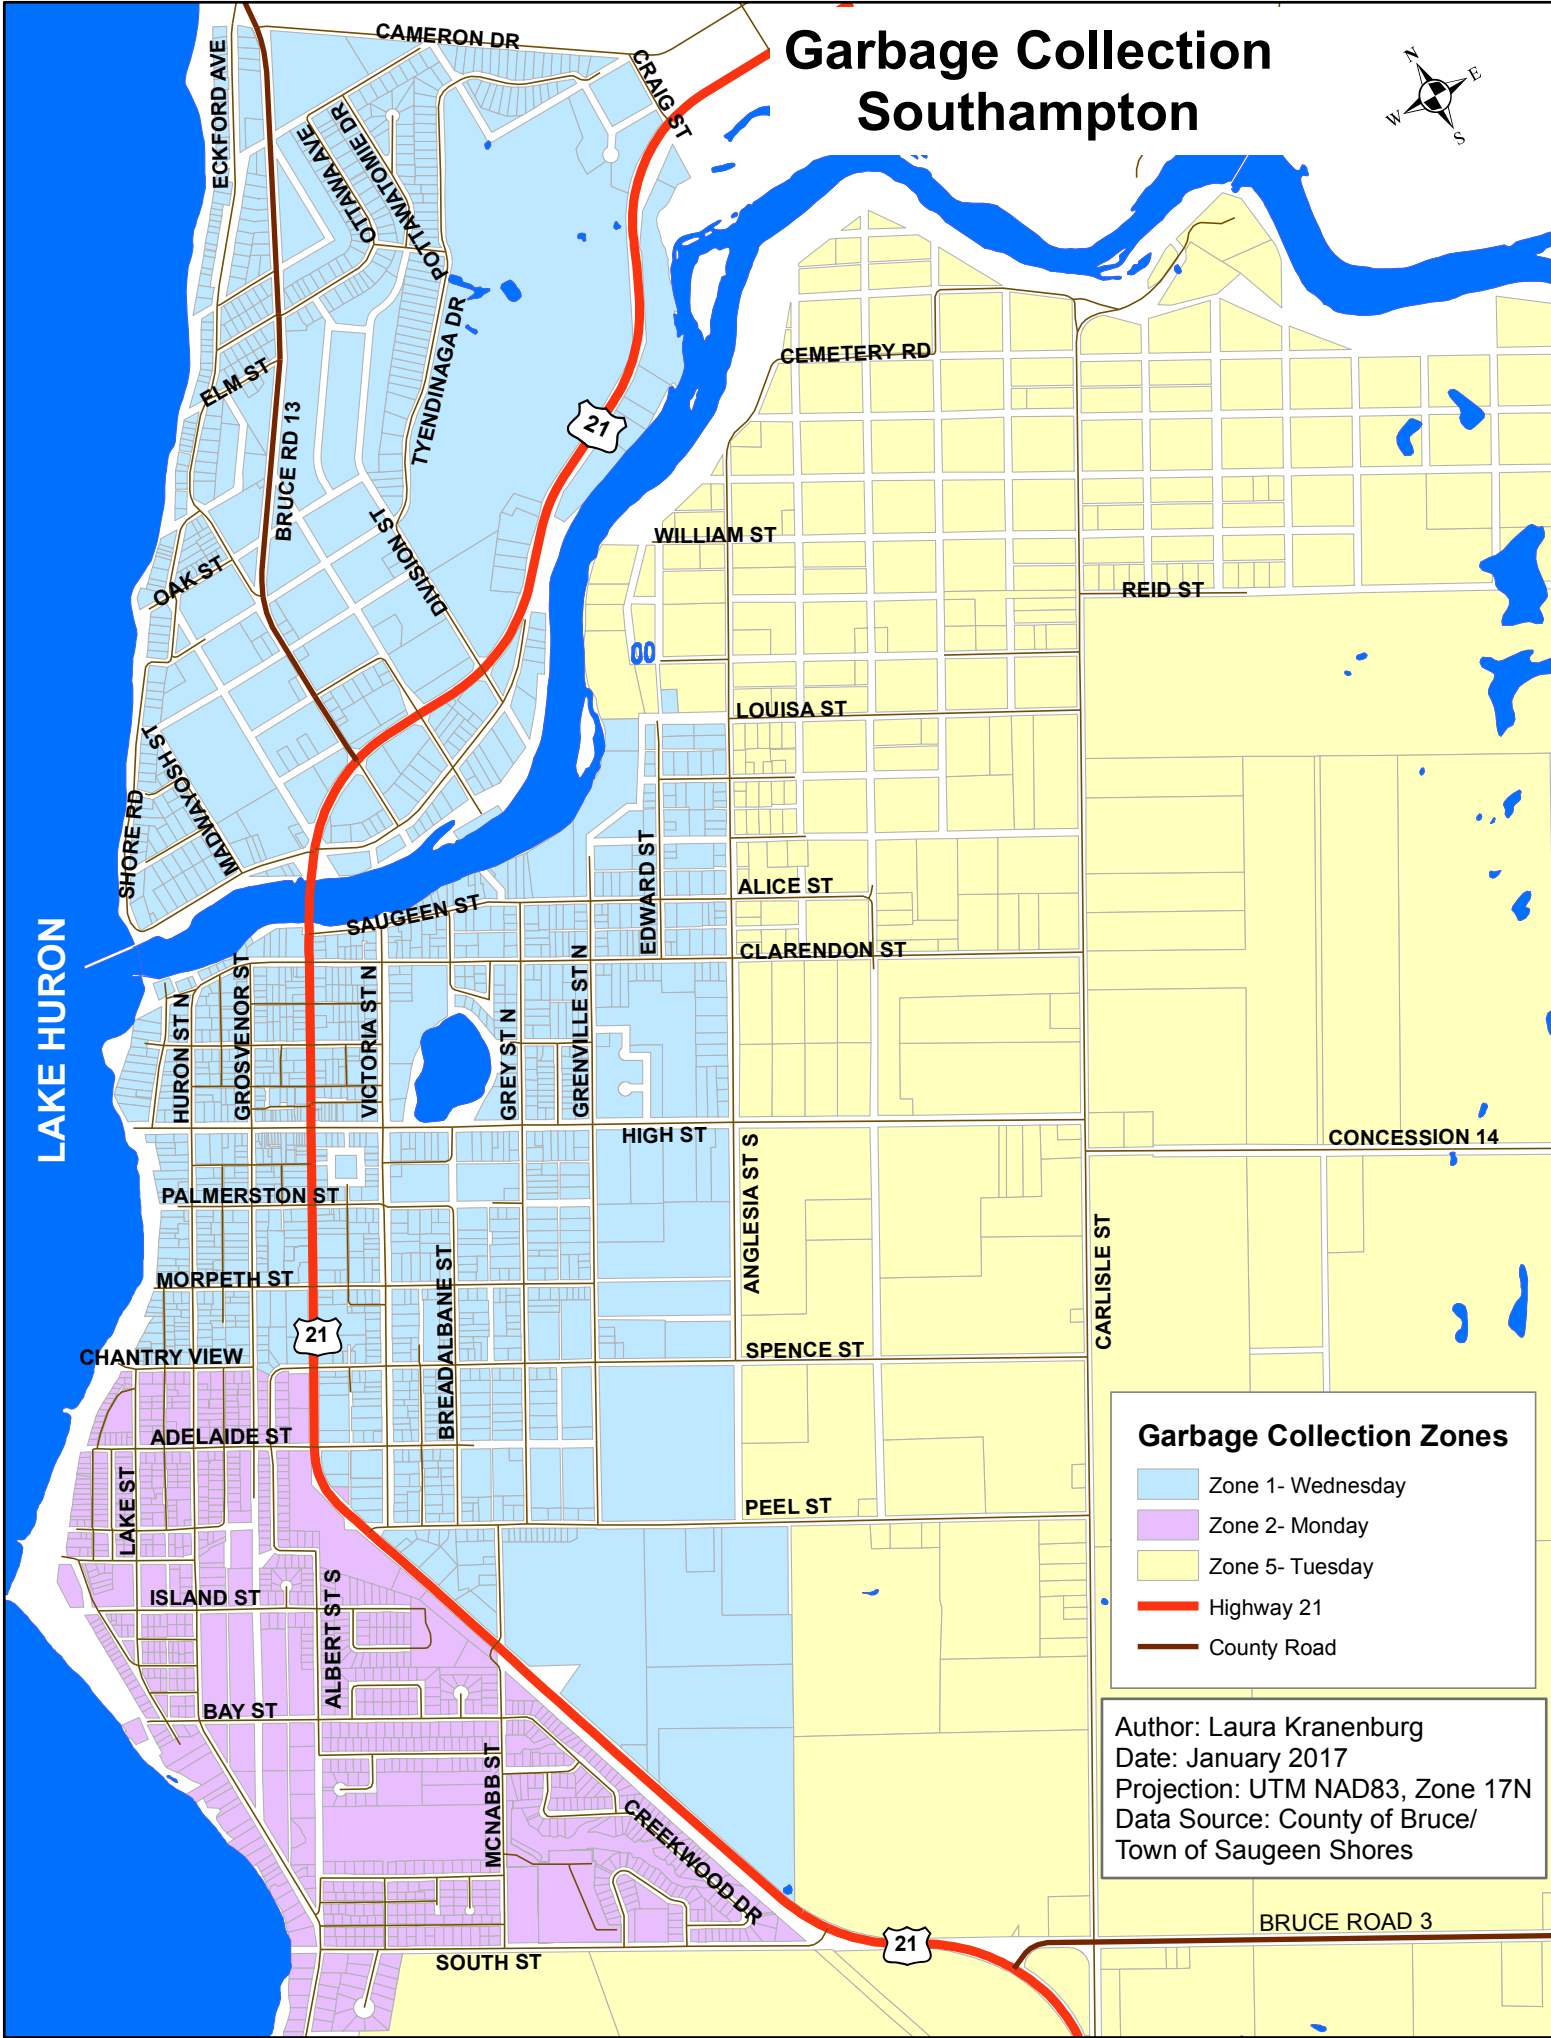 Garbage Collection
Southampton
N
E
W
S
CAMERON DR
CRAIG ST
ECKFORD AVE
OTTAWA AVE
POTTAWATOMIE DR
TYENDINAGA DR
ELM ST
BRUCE RD 13
21
CEMETERY RD
DIVISION ST
WILLIAM ST
OAK ST
REID ST
LOUISA ST
MADWAYOSH ST
SHORE RD
EDWARD ST
ALICE ST
SAUGEEN ST
CLARENDON ST
LAKE HURON
HURON ST N
GROSVENOR ST
VICTORIA ST N
GREY ST N
GRENVILLE ST N
HIGH ST
CONCESSION 14
ANGLESIA ST S
PALMERSTON ST
CARLISLE ST
MORPETH ST
BREADALBANE ST
21
CHANTRY VIEW
SPENCE ST
ADELAIDE ST
LAKE ST
PEEL ST
ISLAND ST
ALBERT ST S
BAY ST
MCNABB ST
CREEKWOOD DR
SOUTH ST
21
BRUCE ROAD 3
Garbage Collection Zones
Zone 1- Wednesday
Zone 2- Monday
Zone 5- Tuesday
Highway 21
County Road
Author: Laura Kranenburg
Date: January 2017
Projection: UTM NAD83, Zone 17N
Data Source: County of Bruce/
Town of Saugeen Shores